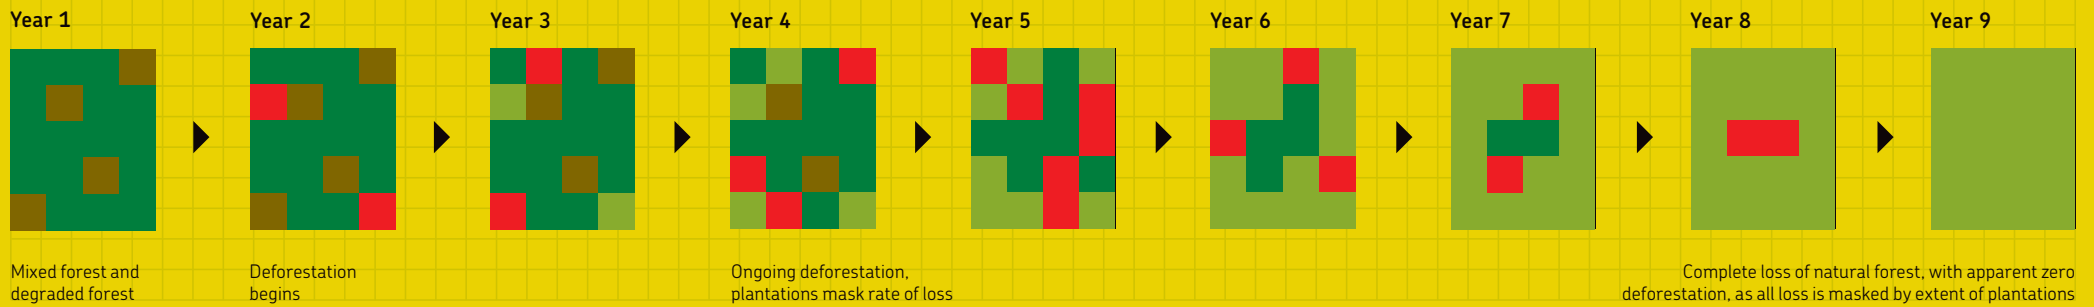 Year 1
Year 2
Year 3
Year 4
Year 5
Year 6
Year 7
Year 8
Year 9
Mixed forest and
degraded forest
Deforestation
begins
Ongoing deforestation,
plantations mask rate of loss
Complete loss of natural forest, with apparent zero
deforestation, as all loss is masked by extent of plantations